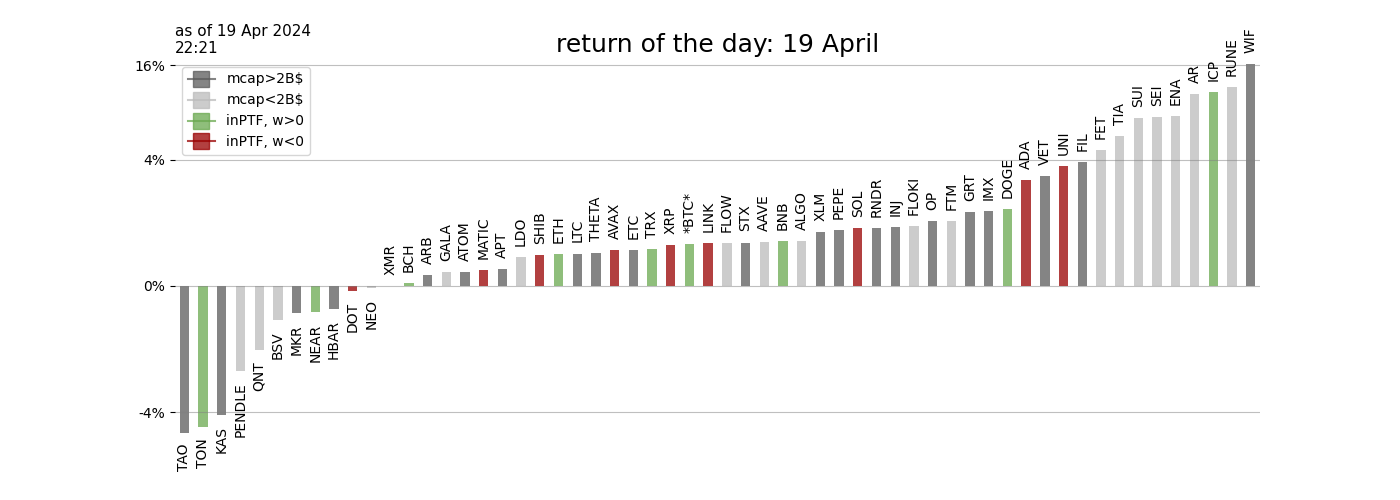 as of 19 Apr 2024
22:21
return of the day: 19 April
16%
4%
0%
-4%
mcap>2B$
mcap<2B$
inPTF, w>0
inPTF, w<0
TAO
TON
KAS
PENDLE
QNT
BSV
MKR
NEAR
HBAR
DOT
NEO
XMR
BCH
ARB
GALA
ATOM
MATIC
APT
LDO
SHIB
ETH
LTC
THETA
AVAX
ETC
TRX
XRP
*BTC*
LINK
FLOW
STX
AAVE
BNB
ALGO
XLM
PEPE
SOL
RNDR
INJ
FLOKI
OP
FTM
GRT
IMX
DOGE
ADA
VET
UNI
FIL
FET
TIA
SUI
SEI
ENA
AR
ICP
RUNE
WIF